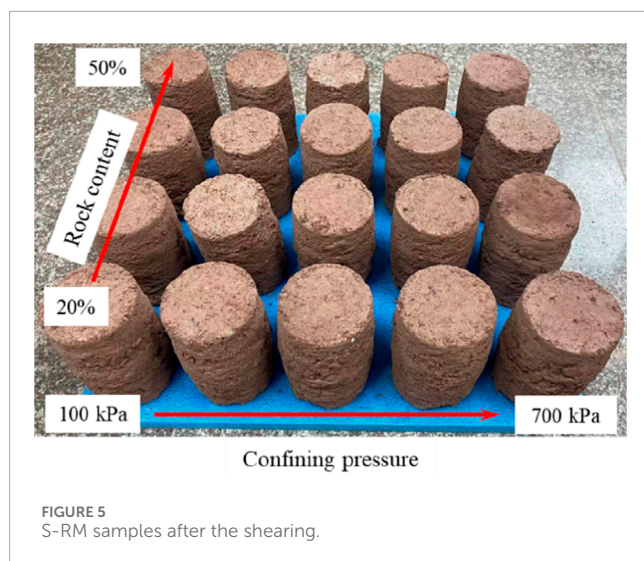 50%
Rock content
20%
100 kPa
700 kPa
Confining pressure
FIGURE 5
S-RM samples after the shearing.